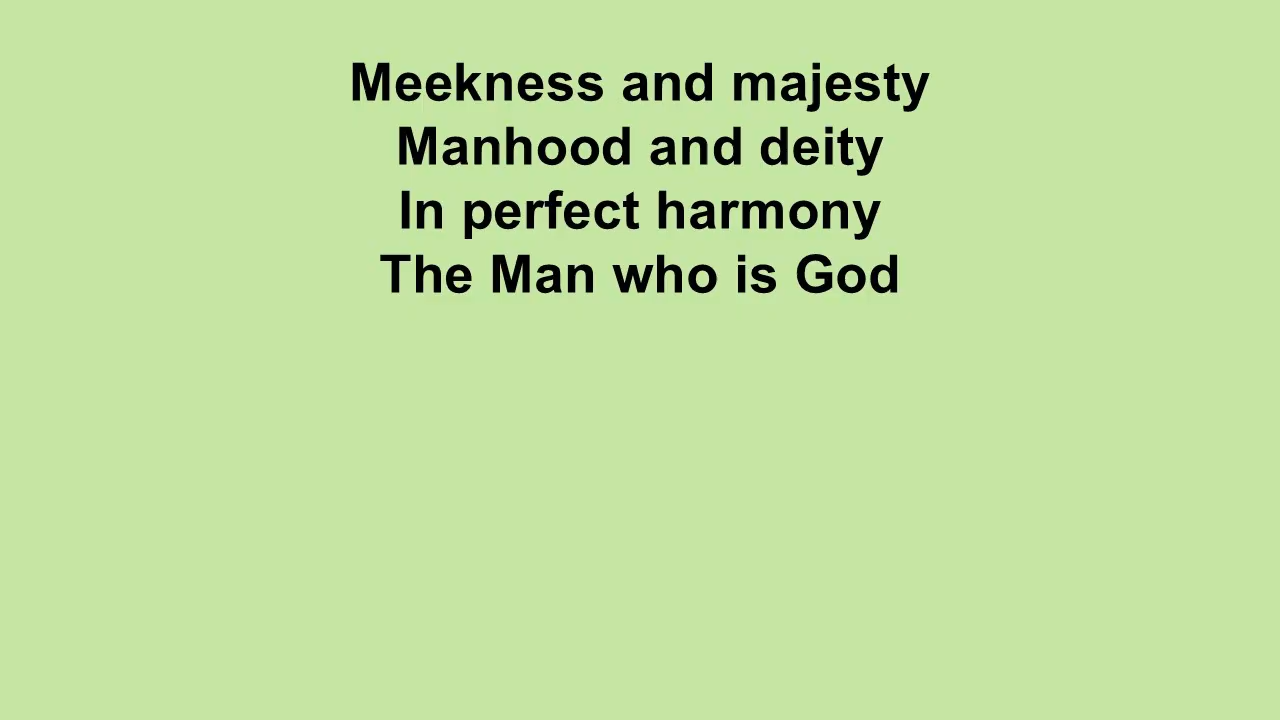 Meekness and majesty
Manhood and deity
In perfect harmony
The Man who is God